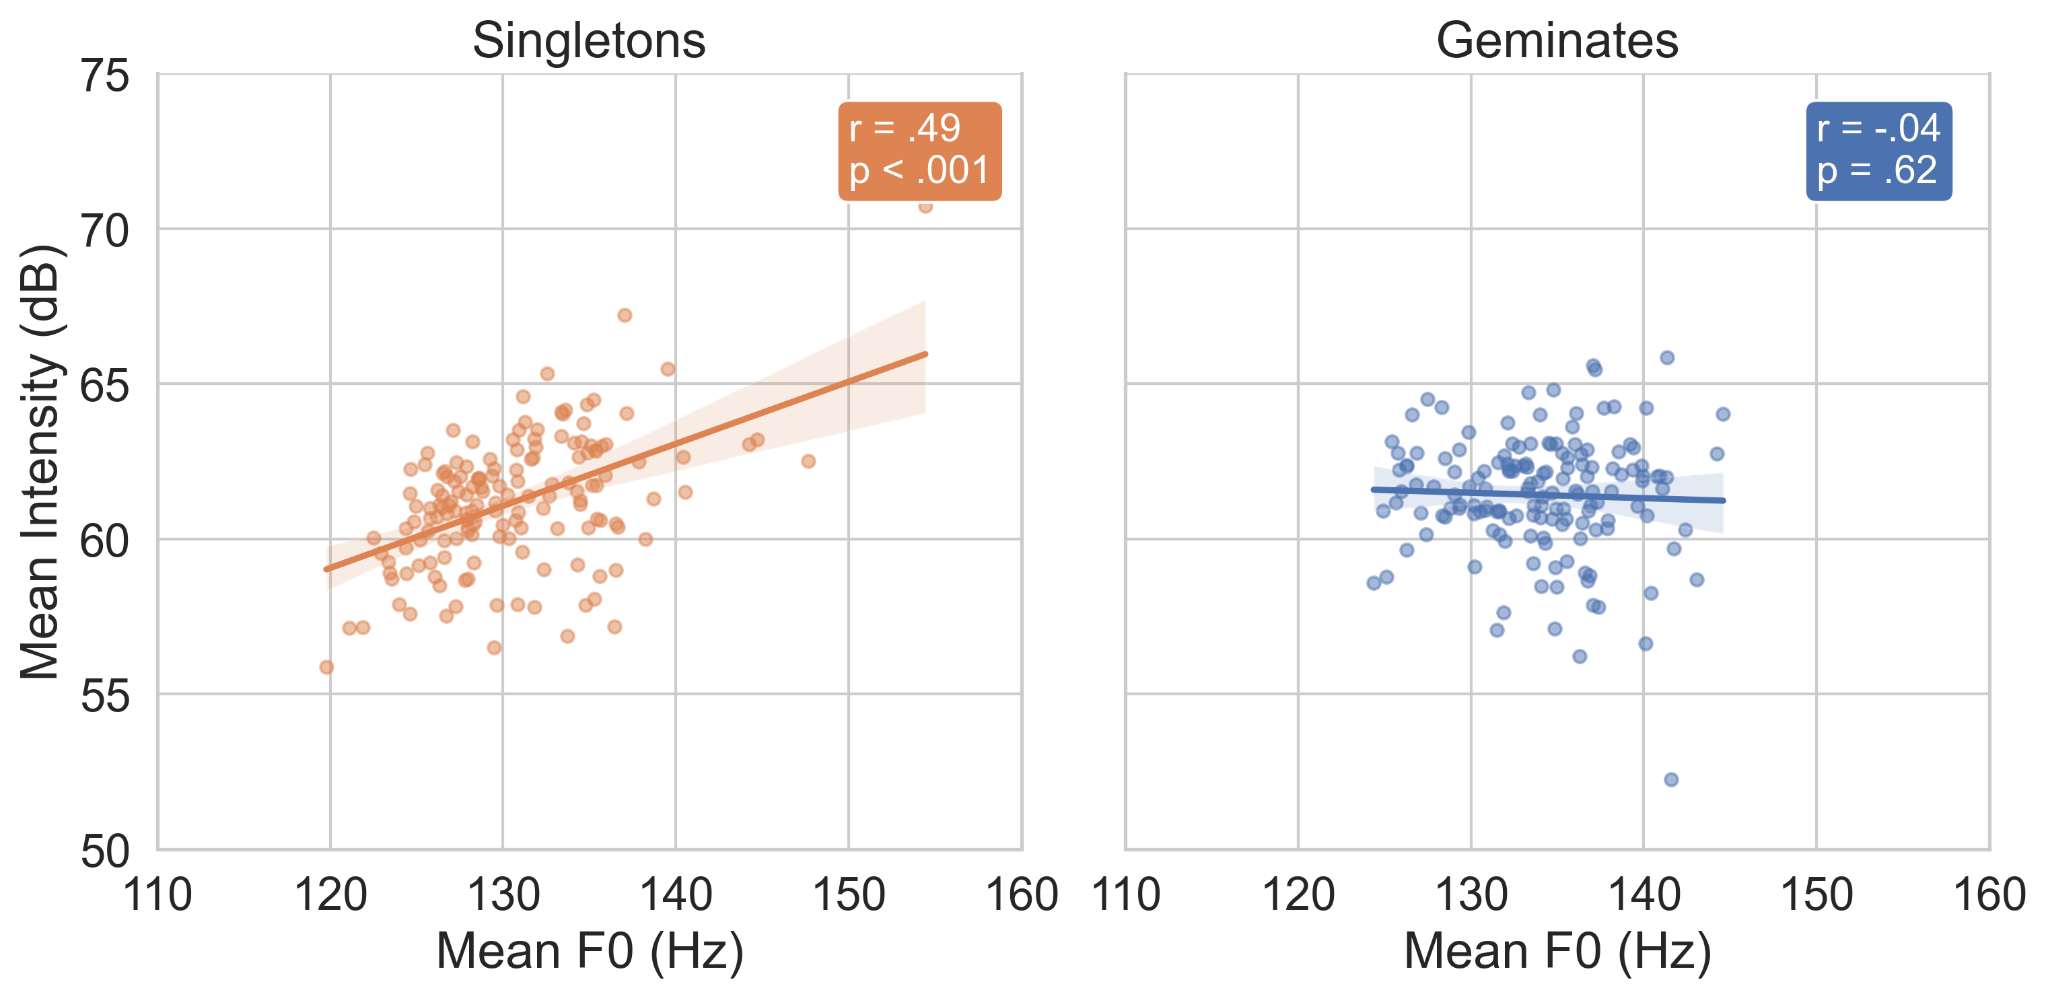 Singletons
Geminates
r = .49
p < .001
r = -.04
p = .62
Mean Intensity (dB)
75
70
65
60
55
50
110 120 130 140 150 160
110 120 130 140 150 160
Mean F0 (Hz)
Mean F0 (Hz)